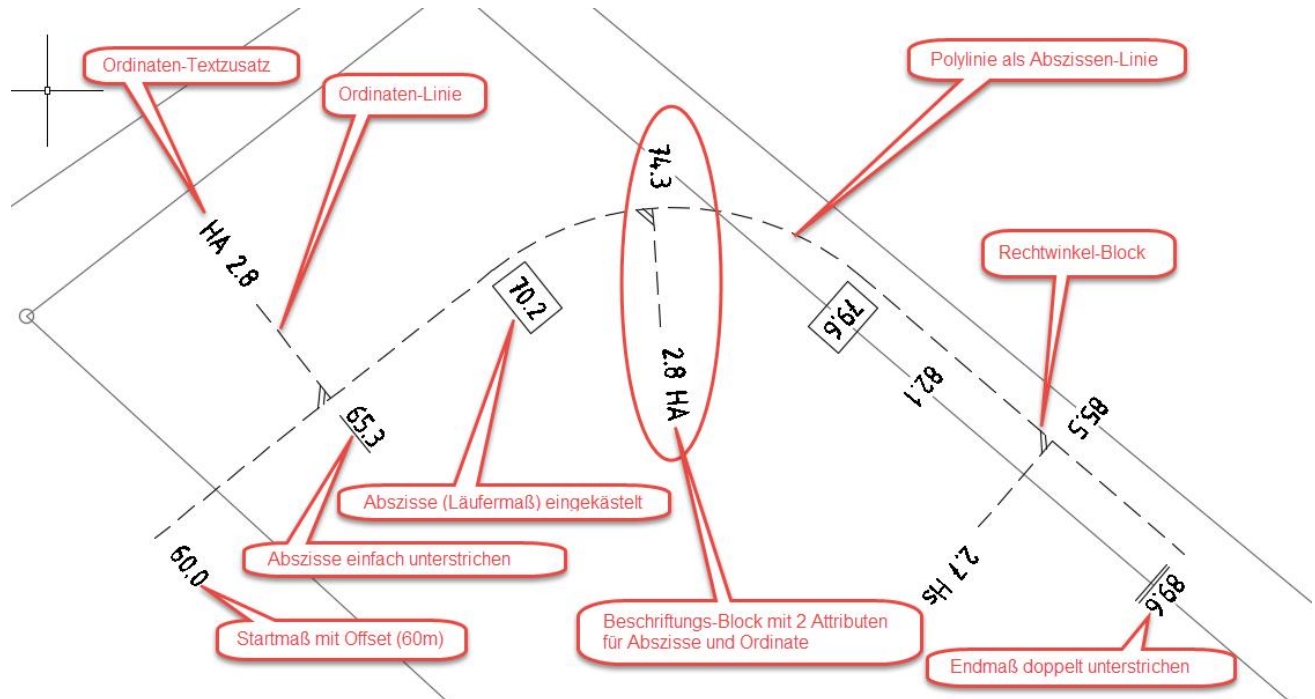 Ordinaten-Textzusatz
Polylinie als Abszissen-Linie
Ordinaten-Linie
74.3
HA 2.8
Rechtwinkel-Block
70.2
79.6
2.8 HA
82.1
85.5
65.3
Abszisse (Läufermaß) eingekästelt
Abszisse einfach unterstrichen
60.0
2.7 Hs
89.6
Startmaß mit Offset (60m)
Beschriftungs-Block mit 2 Attributen
für Abszisse und Ordinate
Endmaß doppelt unterstrichen